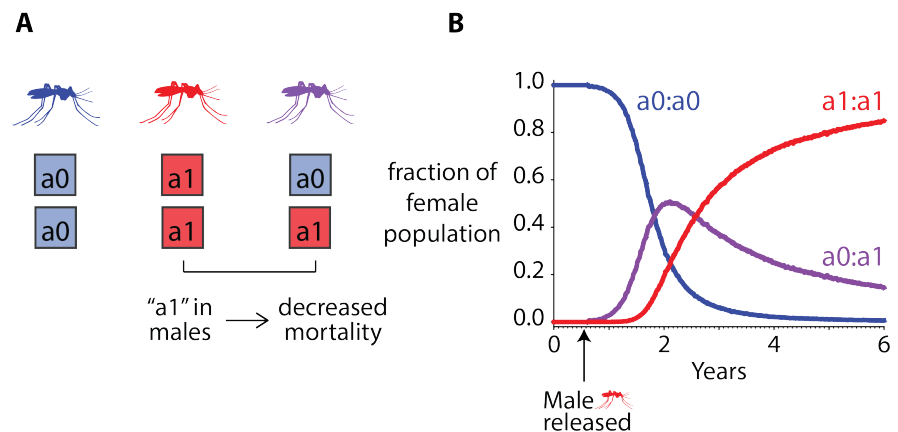 A
a0
a1
a0
a0
a1
a1
“a1” in
males
decreased
mortality
B
fraction of
female
population
1.0
0.8
0.6
0.4
0.2
0.0
a0:a0
a1:a1
a0:a1
0
2
4
6
Years
Male
released